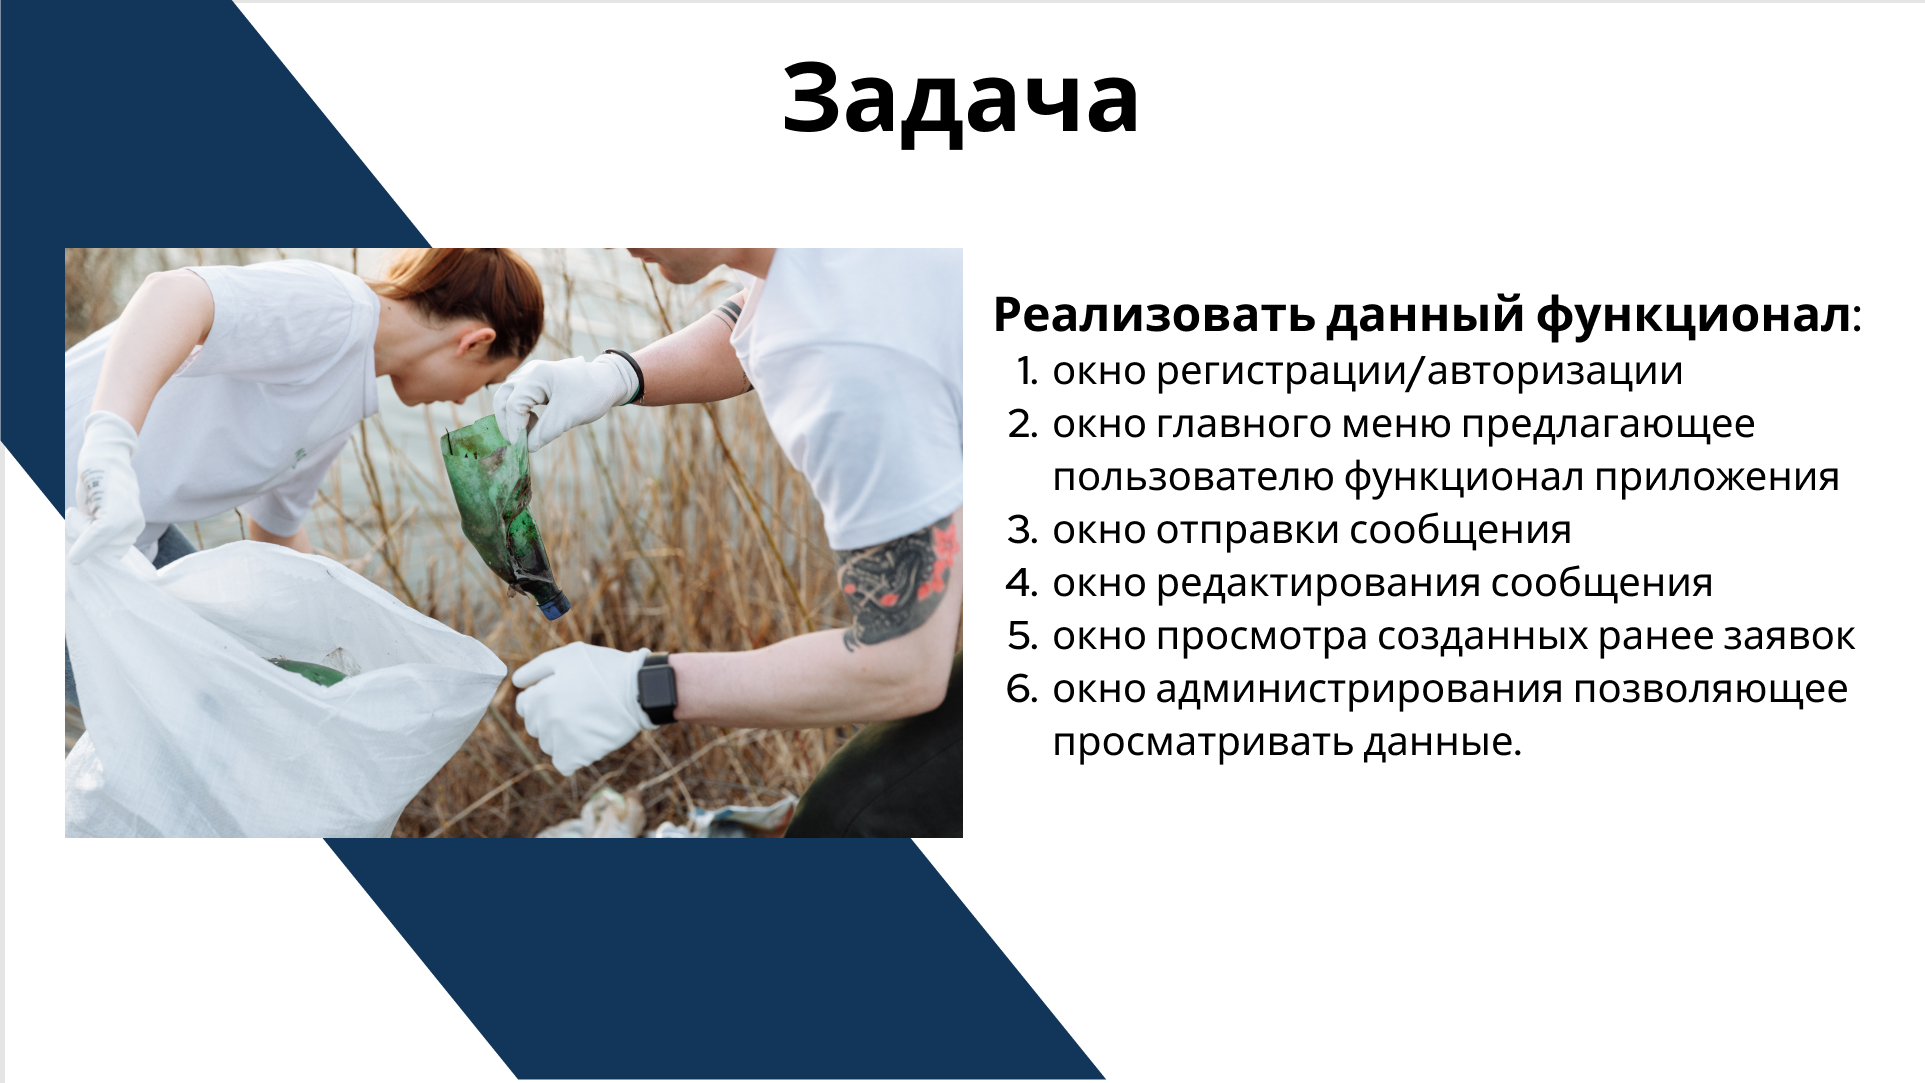 Задача
Реализовать данный функционал:
1. окно регистрации/авторизации
2. окно главного меню предлагающее
пользователю функционал приложения
3. окно отправки сообщения
4. окно редактирования сообщения
5. окно просмотра созданных ранее заявок
6. окно администрирования позволяющее
просматривать данные.